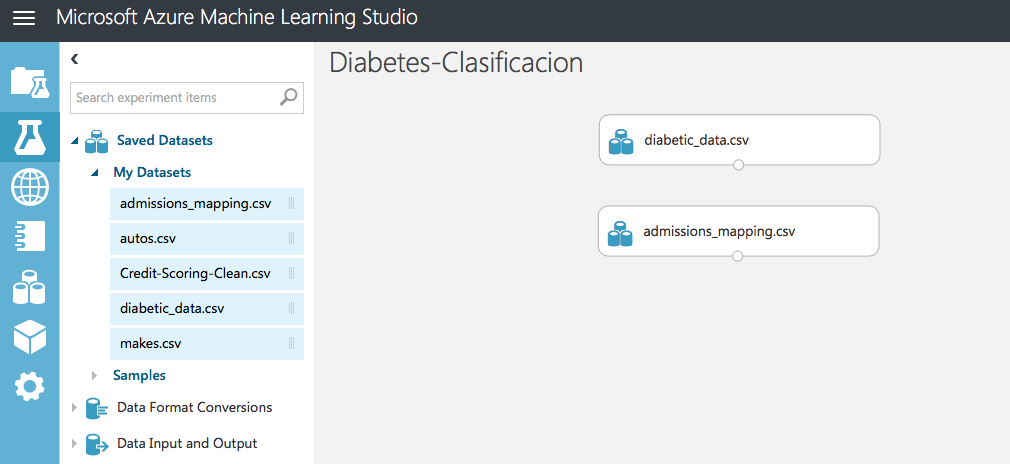 Microsoft Azure Machine Learning Studio
Search experiment items
Saved Datasets
My Datasets
admissions_mapping.csv
autos.csv
Credit-Scoring-Clean.csv
diabetic_data.csv
makes.csv
Samples
Data Format Conversions
Data Input and Output
Diabetes-Clasificacion
diabetic_data.csv
admissions_mapping.csv